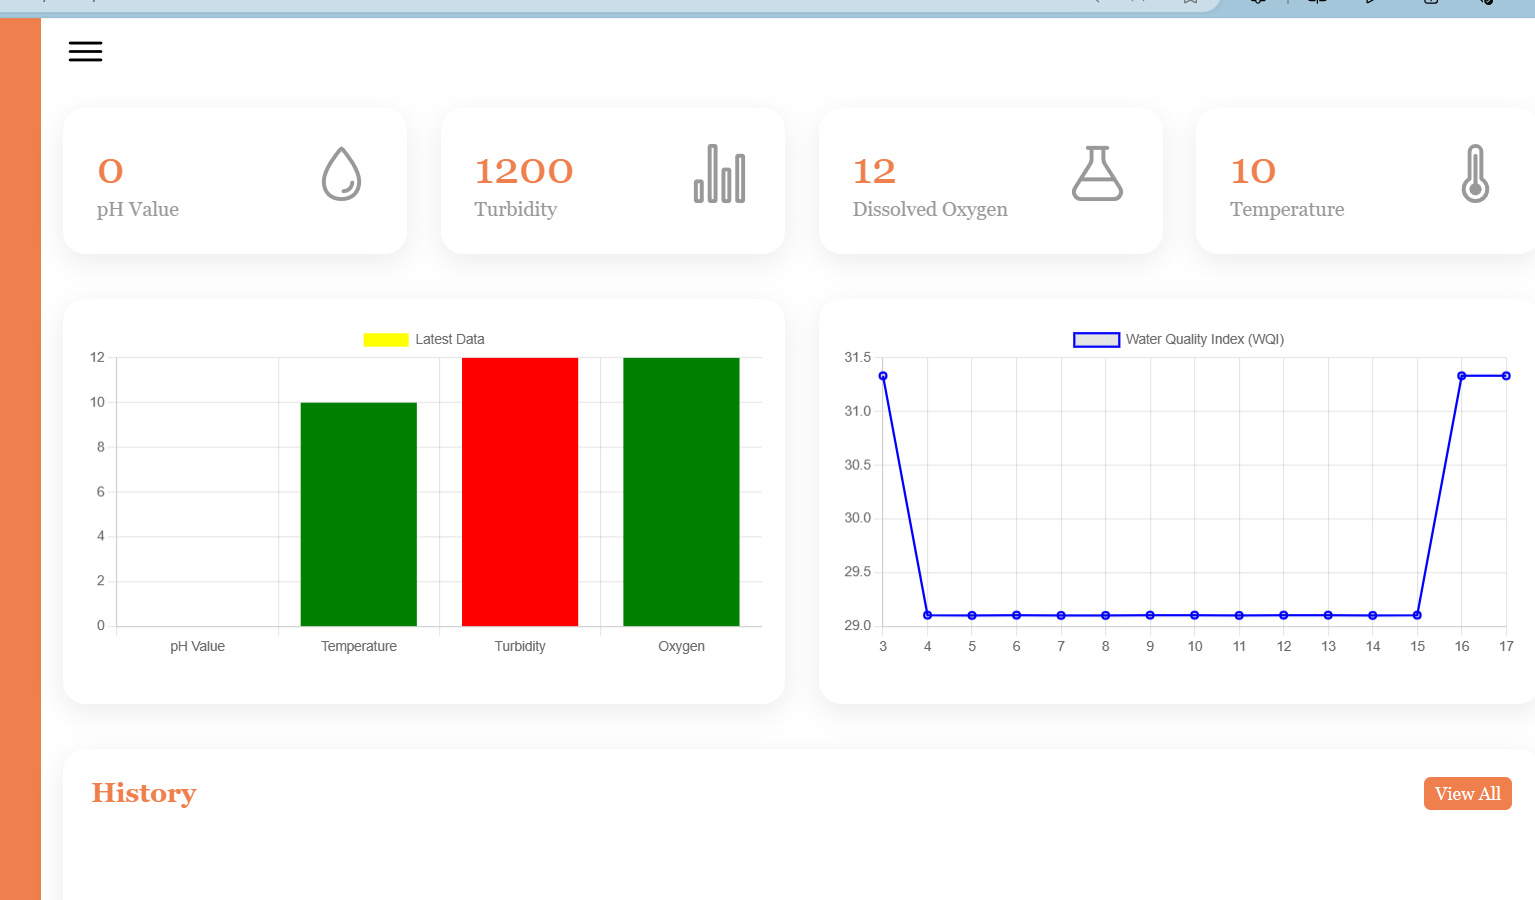 0
pH Value
1200
Turbidity
12
Dissolved Oxygen
10
Temperature
Latest Data
12
10
8
6
4
2
0
pH Value Temperature Turbidity Oxygen
Water Quality Index (WQI)
31.5
31.0
30.5
30.0
29.5
29.0
3 4 5 6 7 8 9 10 11 12 13 14 15 16 17
History
View All